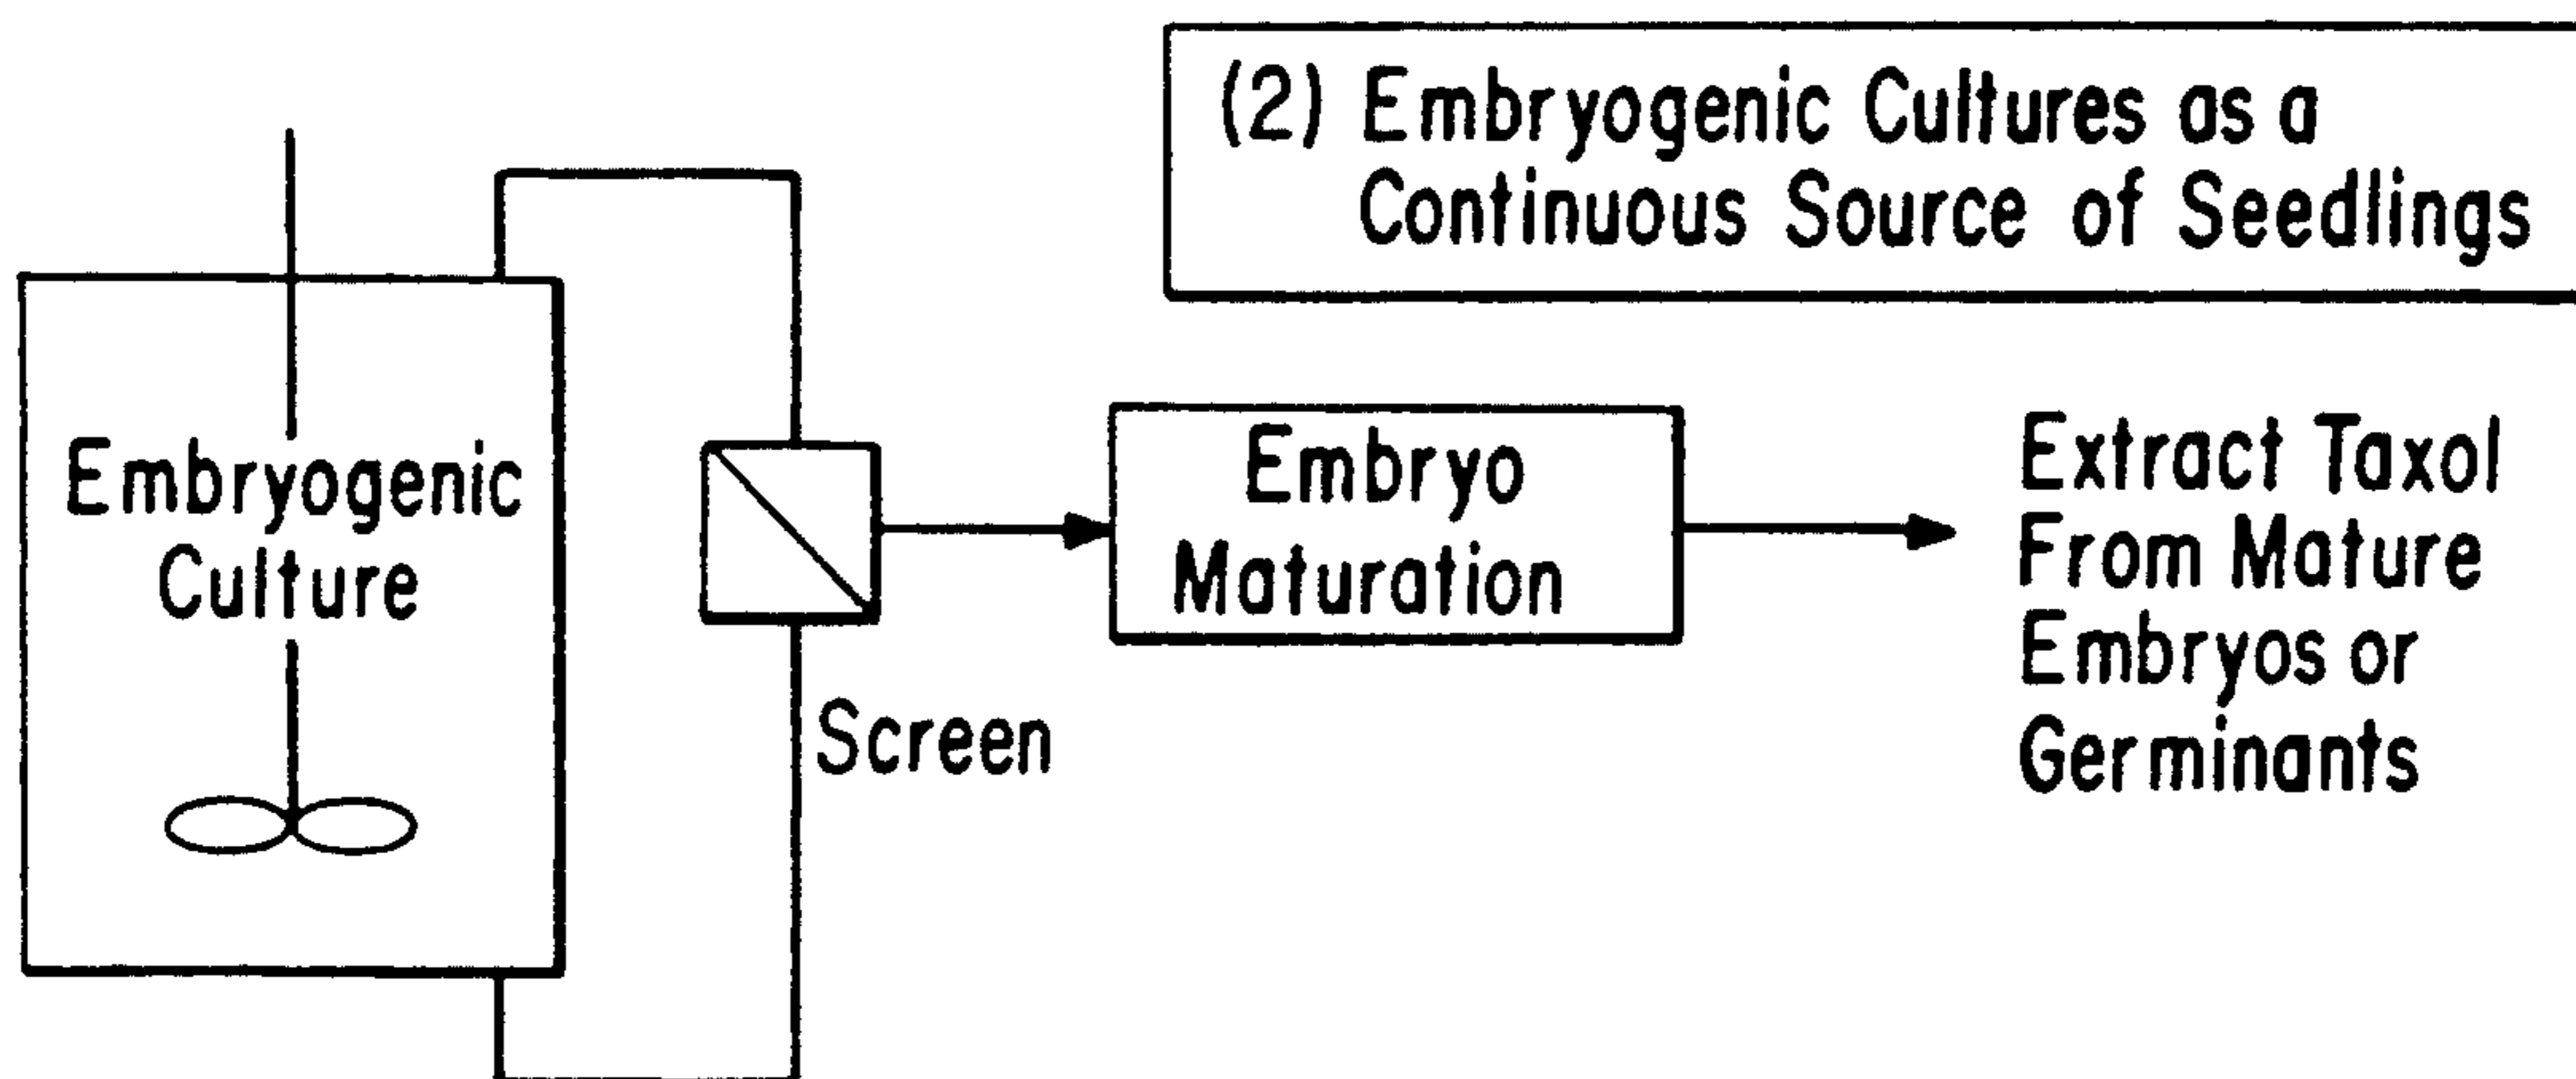 (2) Embryogenic Cultures as a
Continuous Source of Seedlings
Embryogenic
Culture
Screen
Embryo
Maturation
Extract Taxol
From Mature
Embryos or
Germinants